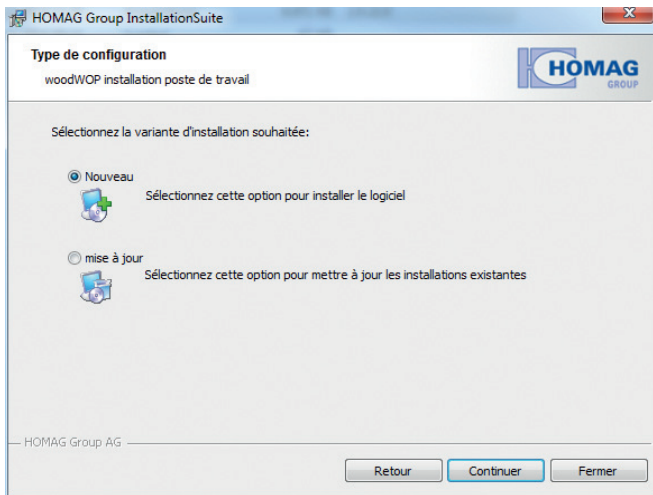 HOMAG Group InstallationSuite
Type de configuration
woodWOP installation poste de travail
HOMAG
GROUP
Sélectionnez la variante d'installation souhaitée:
Nouveau
Sélectionnez cette option pour installer le logiciel
mise à jour
Sélectionnez cette option pour mettre à jour les installations existantes
HOMAG Group AG
Retour Continuer Fermer